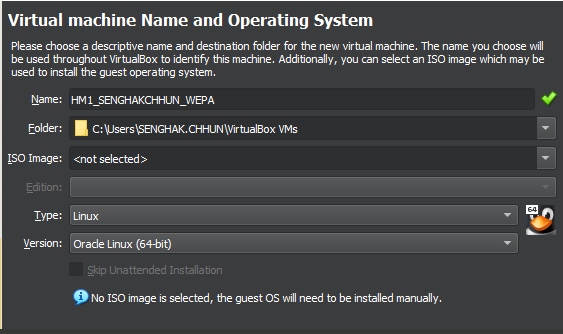 Virtual machine Name and Operating System
Please choose a descriptive name and destination folder for the new virtual machine. The name you choose will
be used throughout VirtualBox to identify this machine. Additionally, you can select an ISO image which may be
used to install the guest operating system.
Name: HM1_SENGHAKCHHUN_WEPA
Folder: C:\Users\SENGHAK.CHHUN\VirtualBox VMs
ISO Image: <not selected>
Edition:
Type: Linux
64
Version: Oracle Linux (64-bit)
Skip Unattended Installation
No ISO image is selected, the guest OS will need to be installed manually.